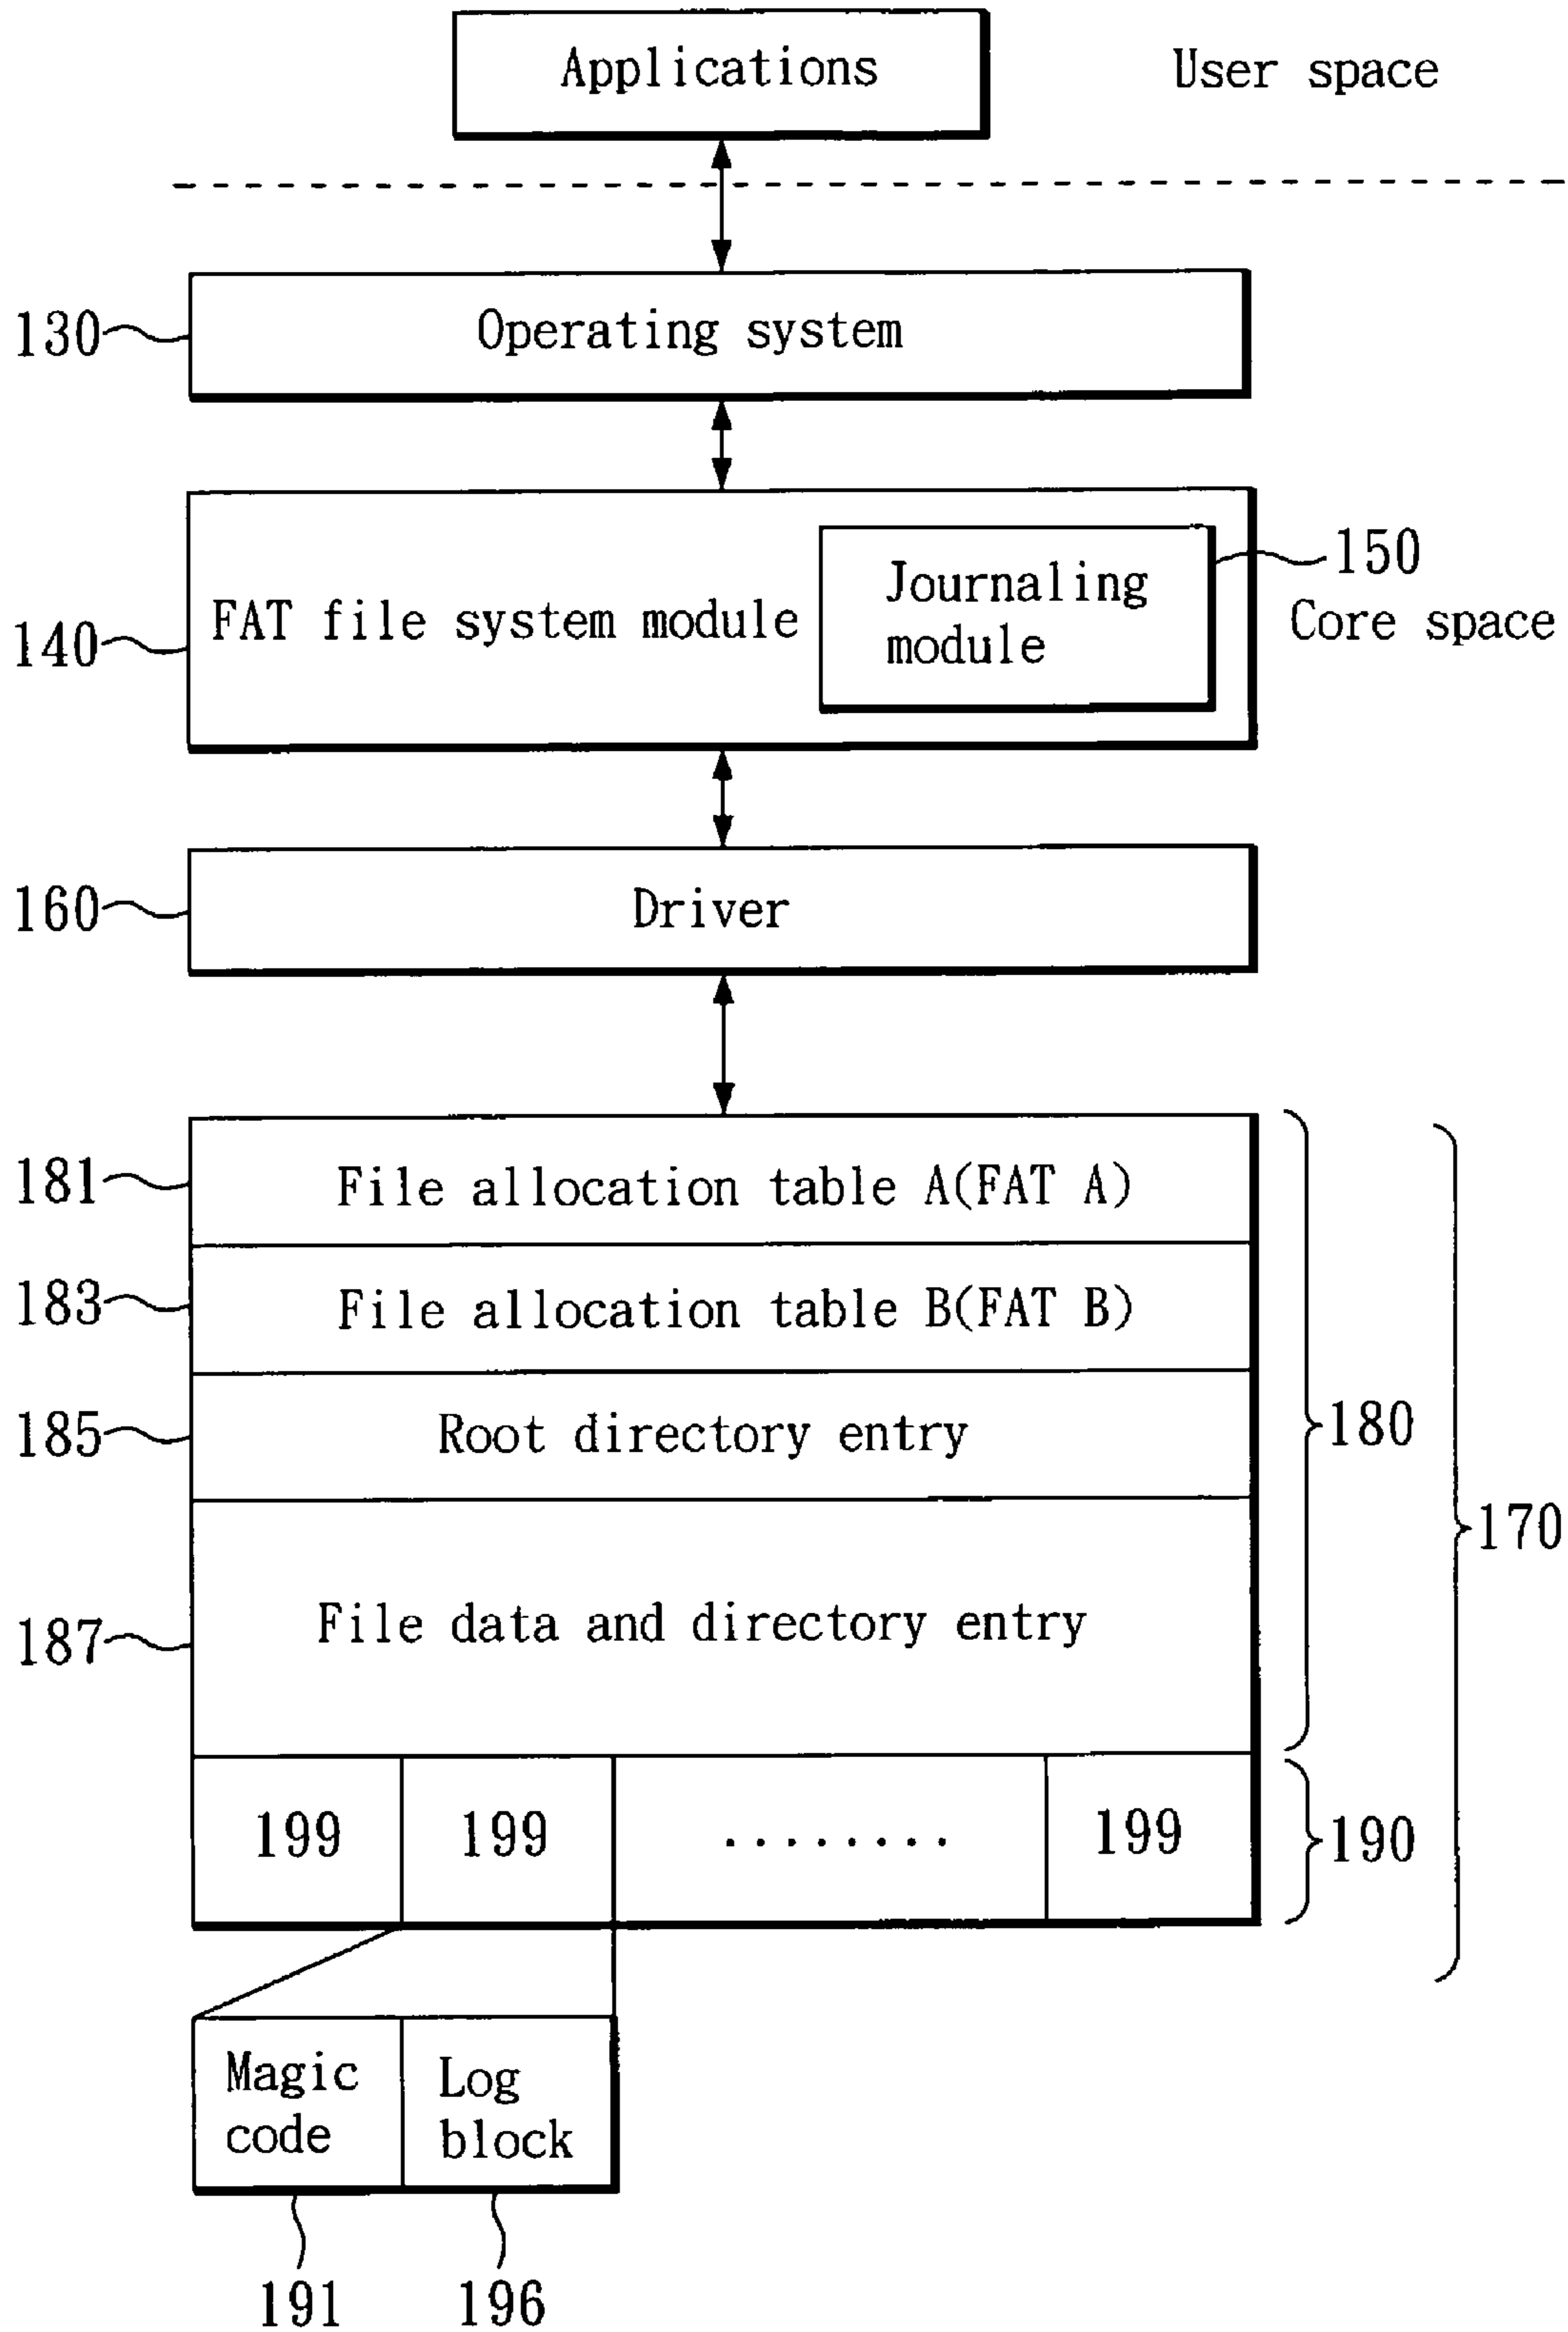 Applications
User space
130
Operating system
140
FAT file system module
Journaling
module
150
Core space
160
Driver
181
File allocation table A(FAT A)
183
File allocation table B(FAT B)
185
Root directory entry
180
170
187
File data and directory entry
199
199
........
199
190
Magic
code
Log
block
191
196